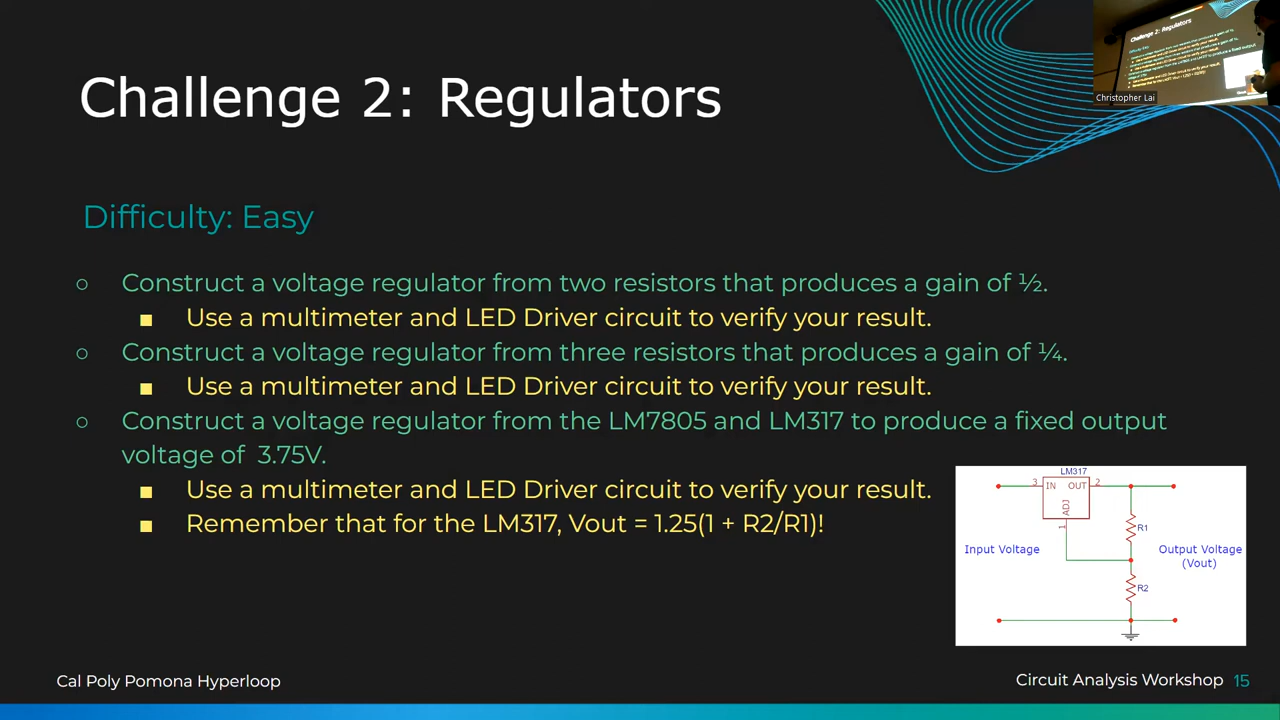 Challenge 2: Regulators
Christopher Lai
Difficulty: Easy
○ Construct a voltage regulator from two resistors that produces a gain of ½.
■ Use a multimeter and LED Driver circuit to verify your result.
○ Construct a voltage regulator from three resistors that produces a gain of ¼.
■ Use a multimeter and LED Driver circuit to verify your result.
○ Construct a voltage regulator from the LM7805 and LM317 to produce a fixed output
voltage of 3.75V.
■ Use a multimeter and LED Driver circuit to verify your result.
■ Remember that for the LM317, Vout = 1.25(1 + R2/R1)!
LM317
3 IN OUT 2
ADJ
1
R1
Input Voltage
Output Voltage
(Vout)
R2
Cal Poly Pomona Hyperloop
Circuit Analysis Workshop 15